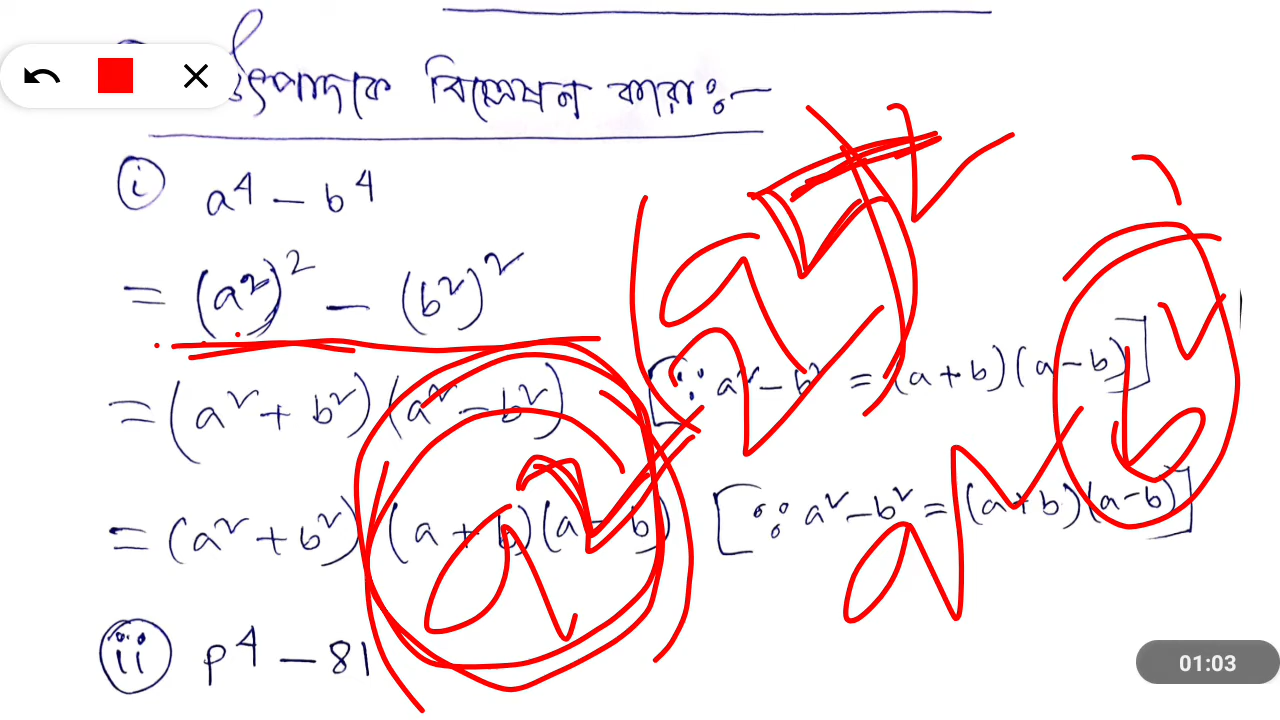 উৎপাদকে বিশ্লেষণ করো :—
(i) a⁴ – b⁴
= (a²)² – (b²)²
= (a² + b²)(a² – b²) [∵ a² – b² = (a + b)(a – b)]
= (a² + b²)(a + b)(a – b) [∵ a² – b² = (a + b)(a – b)]
(ii) p⁴ – 81
01:03